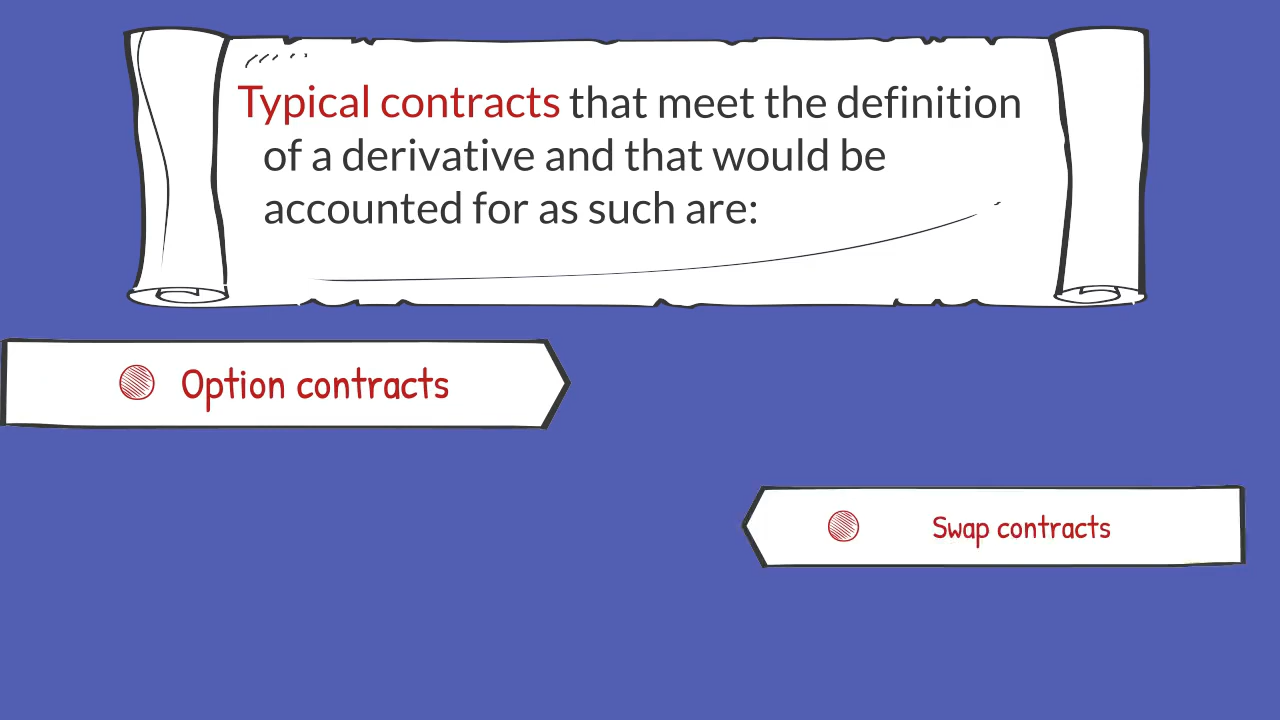 Typical contracts that meet the definition
of a derivative and that would be
accounted for as such are:
Option contracts
Swap contracts